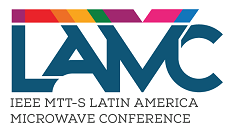 LAMC
IEEE MTT-S LATIN AMERICA
MICROWAVE CONFERENCE